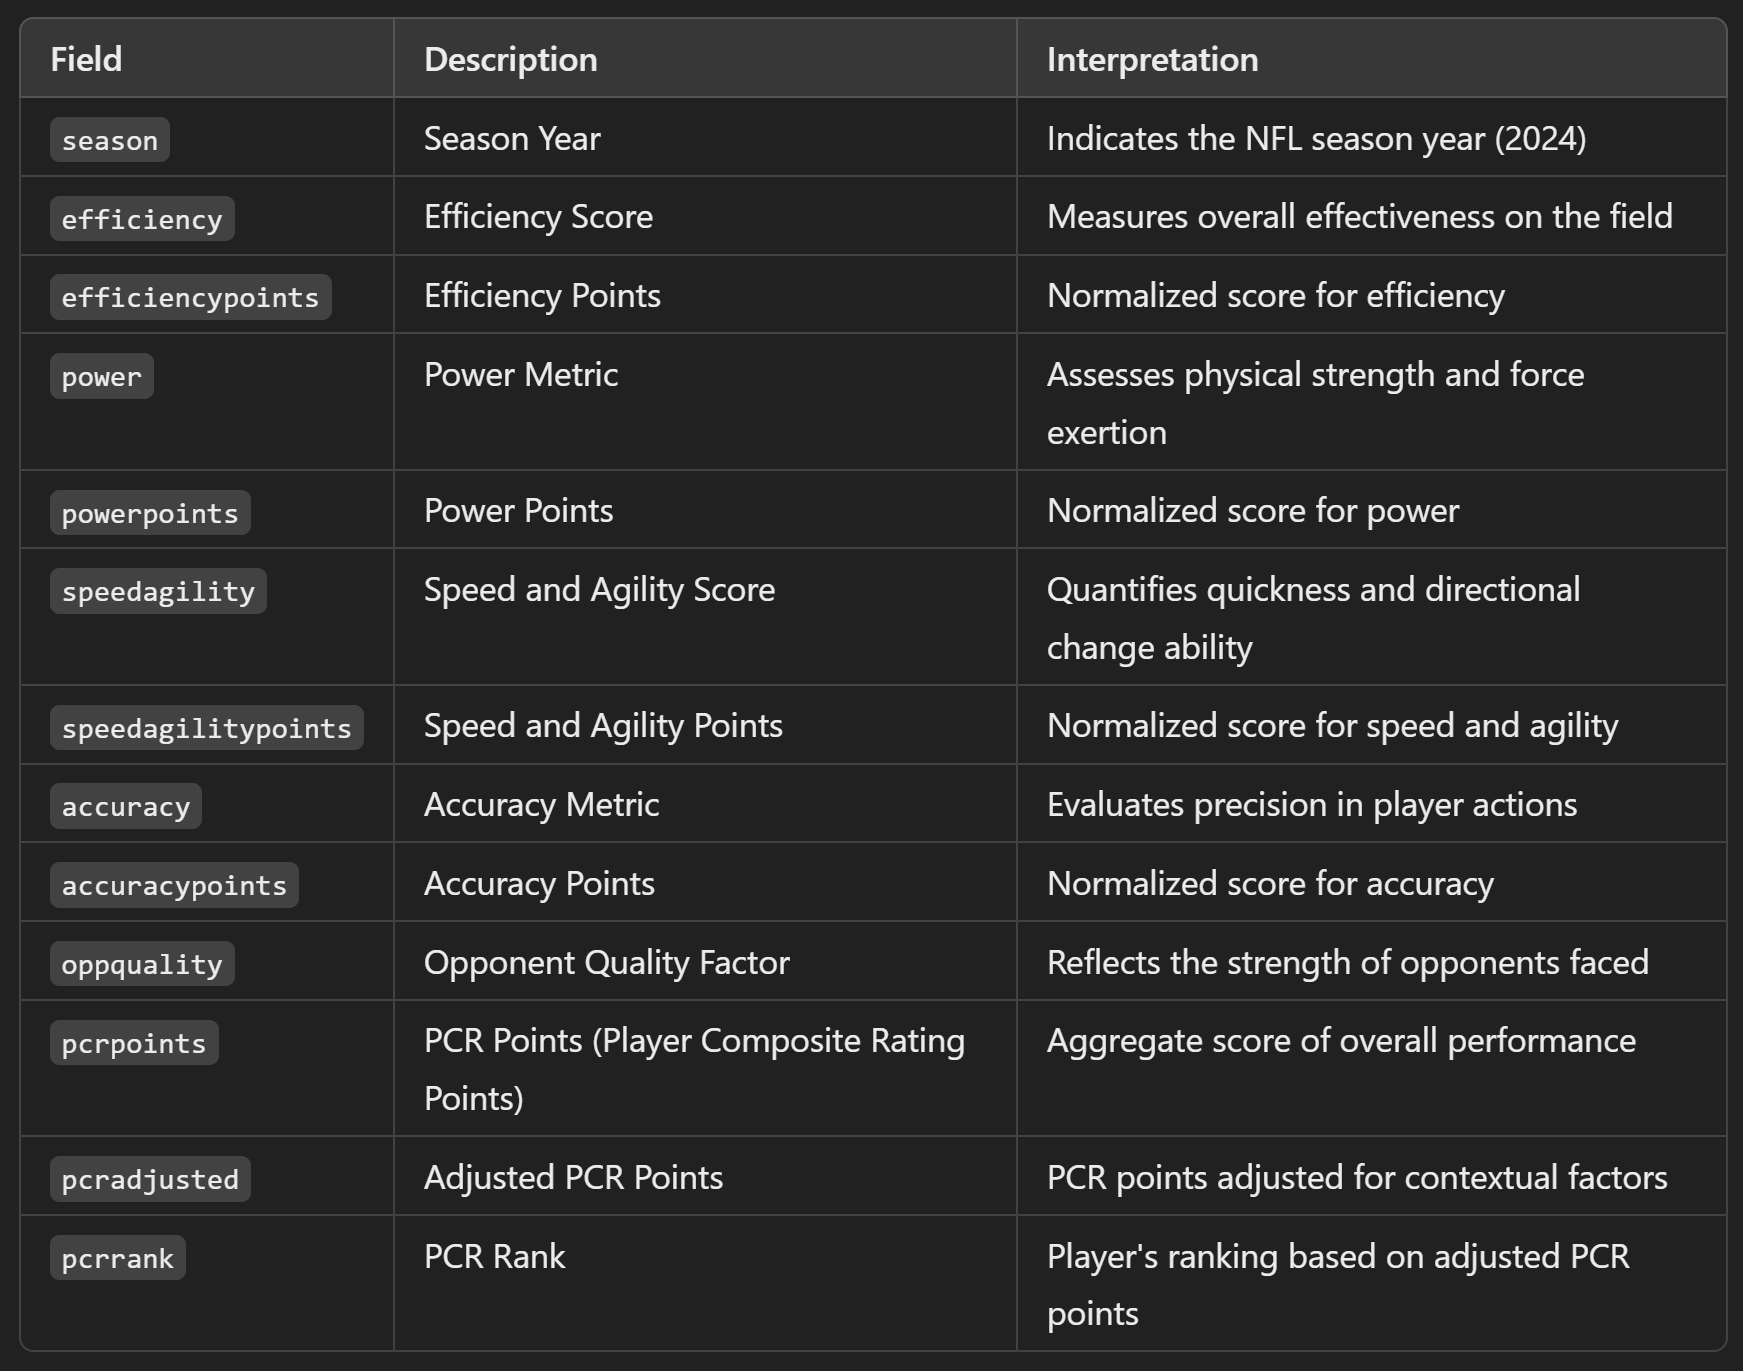 Field Description Interpretation
season Season Year Indicates the NFL season year (2024)
efficiency Efficiency Score Measures overall effectiveness on the field
efficiencypoints Efficiency Points Normalized score for efficiency
power Power Metric Assesses physical strength and force
exertion
powerpoints Power Points Normalized score for power
speedagility Speed and Agility Score Quantifies quickness and directional
change ability
speedagilitypoints Speed and Agility Points Normalized score for speed and agility
accuracy Accuracy Metric Evaluates precision in player actions
accuracypoints Accuracy Points Normalized score for accuracy
oppquality Opponent Quality Factor Reflects the strength of opponents faced
pcrpoints PCR Points (Player Composite Rating Aggregate score of overall performance
Points)
pcradjusted Adjusted PCR Points PCR points adjusted for contextual factors
pcrrank PCR Rank Player's ranking based on adjusted PCR
points